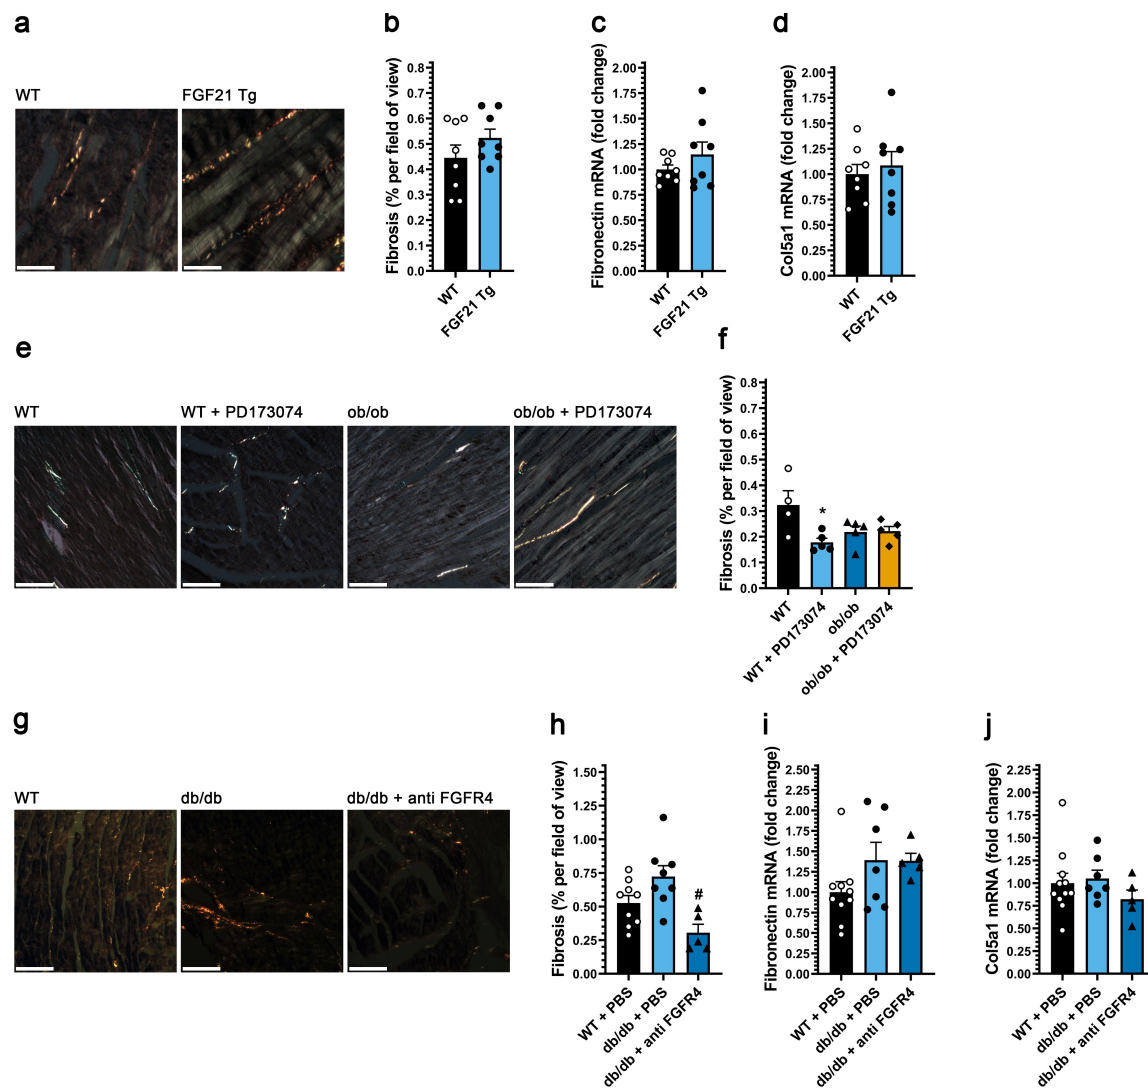 a
WT
FGF21 Tg
b
Fibrosis (% per field of view)
0.8
0.7
0.6
0.5
0.4
0.3
0.2
0.1
0.0
WT
FGF21 Tg
c
Fibronectin mRNA (fold change)
2.00
1.75
1.50
1.25
1.00
0.75
0.50
0.25
0.00
WT
FGF21 Tg
d
Col5a1 mRNA (fold change)
2.00
1.75
1.50
1.25
1.00
0.75
0.50
0.25
0.00
WT
FGF21 Tg
e
WT
WT + PD173074
ob/ob
ob/ob + PD173074
f
Fibrosis (% per field of view)
0.8
0.7
0.6
0.5
0.4
0.3
0.2
0.1
0.0
*
WT
WT + PD173074
ob/ob
ob/ob + PD173074
g
WT
db/db
db/db + anti FGFR4
h
Fibrosis (% per field of view)
1.50
1.25
1.00
0.75
0.50
0.25
0.00
#
WT + PBS
db/db + PBS
db/db + anti FGFR4
i
Fibronectin mRNA (fold change)
2.50
2.25
2.00
1.75
1.50
1.25
1.00
0.75
0.50
0.25
0.00
WT + PBS
db/db + PBS
db/db + anti FGFR4
j
Col5a1 mRNA (fold change)
2.25
2.00
1.75
1.50
1.25
1.00
0.75
0.50
0.25
0.00
WT + PBS
db/db + PBS
db/db + anti FGFR4